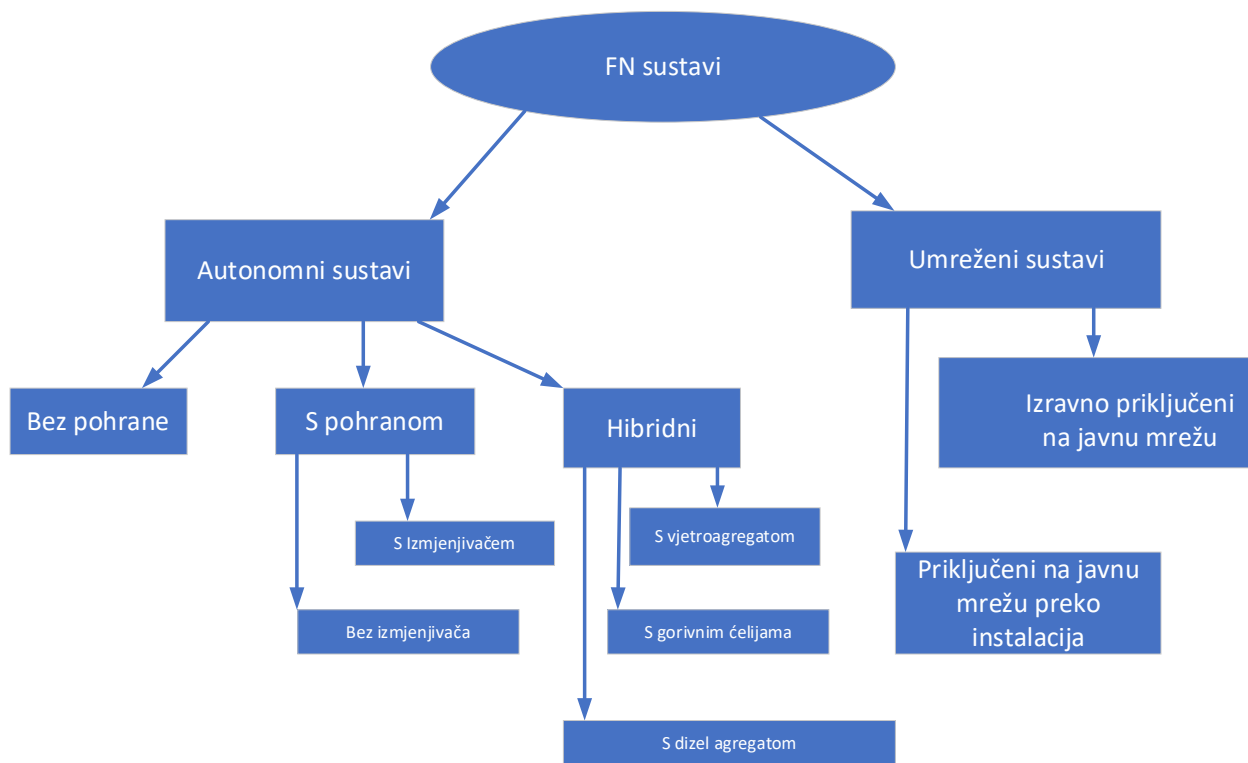 FN sustavi
Autonomni sustavi
Umreženi sustavi
Bez pohrane
S pohranom
Hibridni
Izravno priključeni
na javnu mrežu
S Izmjenjivačem
S vjetroagregatom
Priključeni na javnu
mrežu preko
instalacija
Bez izmjenjivača
S gorivnim ćelijama
S dizel agregatom